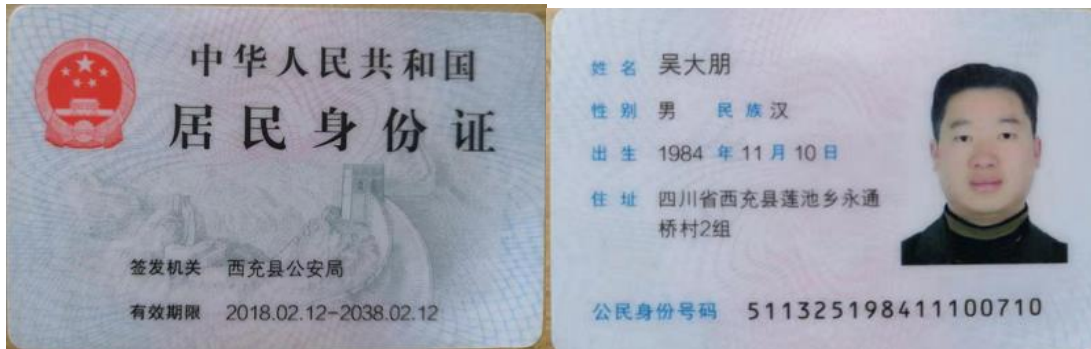 中华人民共和国
居民身份证
签发机关 西充县公安局
有效期限 2018.02.12-2038.02.12
姓名 吴大朋
性别 男 民族 汉
出生 1984 年 11 月 10 日
住址 四川省西充县莲池乡永通
桥村2组
公民身份号码 511325198411100710